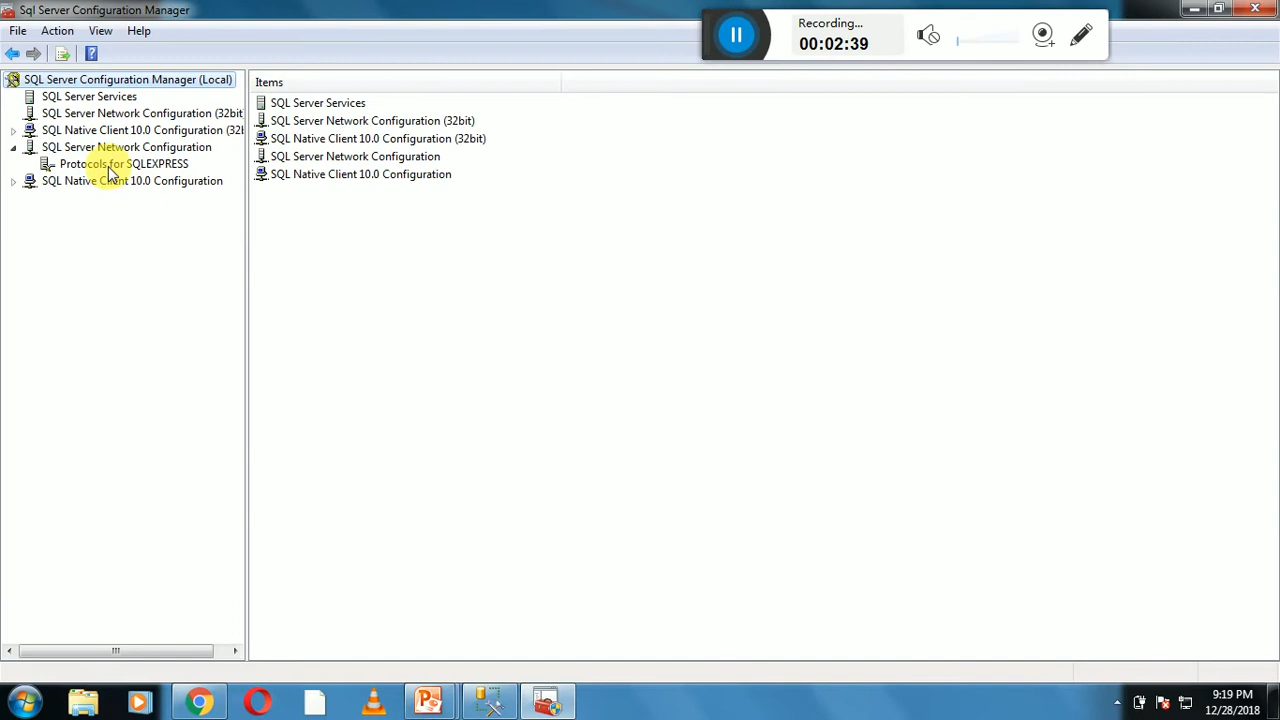 Sql Server Configuration Manager
File Action View Help
Recording...
00:02:39
SQL Server Configuration Manager (Local)
SQL Server Services
SQL Server Network Configuration (32bit
SQL Native Client 10.0 Configuration (32
SQL Server Network Configuration
Protocols for SQLEXPRESS
SQL Native Client 10.0 Configuration
Items
SQL Server Services
SQL Server Network Configuration (32bit)
SQL Native Client 10.0 Configuration (32bit)
SQL Server Network Configuration
SQL Native Client 10.0 Configuration
9:19 PM
12/28/2018